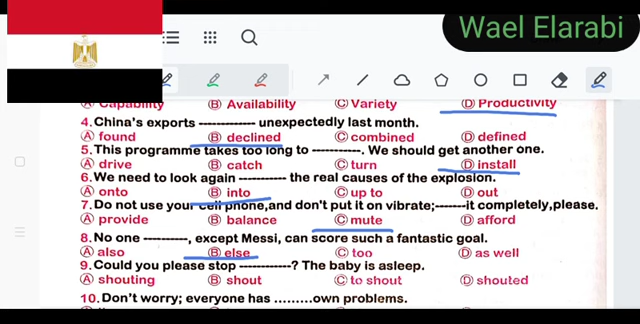 Wael Elarabi
Ⓐ Capability Ⓑ Availability Ⓒ Variety Ⓓ Productivity
4.China's exports ------------- unexpectedly last month.
Ⓐ found Ⓑ declined Ⓒ combined Ⓓ defined
5.This programme takes too long to -----------. We should get another one.
Ⓐ drive Ⓑ catch Ⓒ turn Ⓓ install
6.We need to look again ----------- the real causes of the explosion.
Ⓐ onto Ⓑ into Ⓒ up to Ⓓ out
7.Do not use your cell phone,and don't put it on vibrate;-------it completely,please.
Ⓐ provide Ⓑ balance Ⓒ mute Ⓓ afford
8.No one ----------, except Messi, can score such a fantastic goal.
Ⓐ also Ⓑ else Ⓒ too Ⓓ as well
9.Could you please stop ------------? The baby is asleep.
Ⓐ shouting Ⓑ shout Ⓒ to shout Ⓓ shouted
10.Don't worry; everyone has .........own problems.